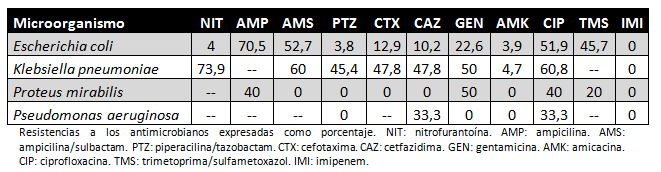 Microorganismo NIT AMP AMS PTZ CTX CAZ GEN AMK CIP TMS IMI
Escherichia coli 4 70,5 52,7 3,8 12,9 10,2 22,6 3,9 51,9 45,7 0
Klebsiella pneumoniae 73,9 -- 60 45,4 47,8 47,8 50 4,7 60,8 -- 0
Proteus mirabilis -- 40 0 0 0 0 50 0 40 20 0
Pseudomonas aeruginosa -- -- -- 0 -- 33,3 -- 0 33,3 -- 0
Resistencias a los antimicrobianos expresadas como porcentaje. NIT: nitrofurantoína. AMP: ampicilina. AMS:
ampicilina/sulbactam. PTZ: piperacilina/tazobactam. CTX: cefotaxima. CAZ: cetfazidima. GEN: gentamicina. AMK: amicacina.
CIP: ciprofloxacina. TMS: trimetoprima/sulfametoxazol. IMI: imipenem.